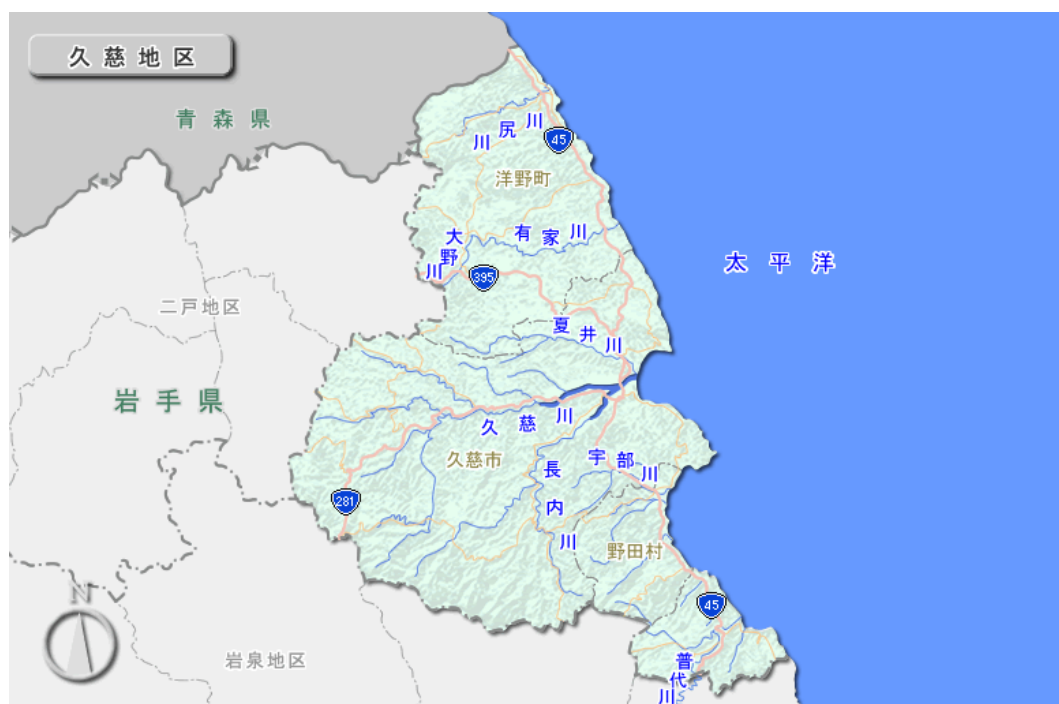 久慈地区
青森県
川尻川
45
洋野町
有家川
大野川
太平洋
395
二戸地区
夏井川
岩手県
久慈川
久慈市
宇部川
長内川
281
野田村
45
N
岩泉地区
普代川